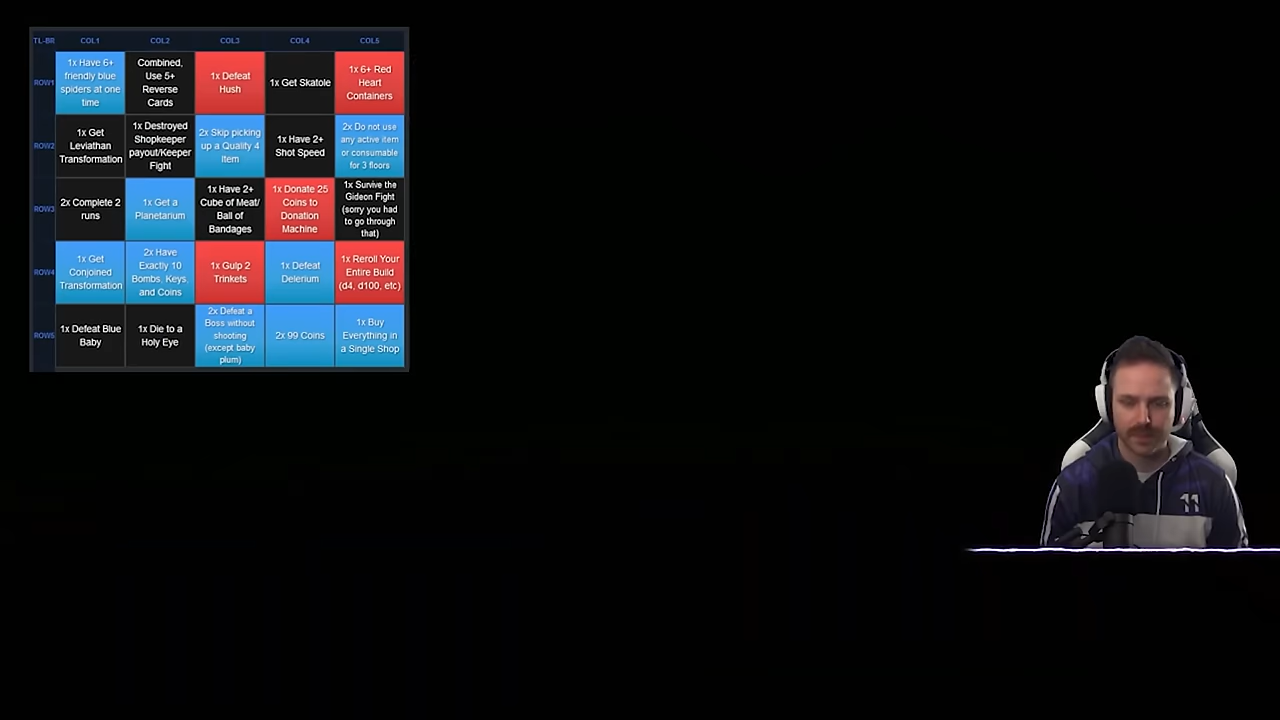 TL-BR COL1 COL2 COL3 COL4 COL5
ROW1
1x Have 6+
friendly blue
spiders at one
time
Combined,
Use 5+
Reverse
Cards
1x Defeat
Hush
1x Get Skatole
1x 6+ Red
Heart
Containers
ROW2
1x Get
Leviathan
Transformation
1x Destroyed
Shopkeeper
payout/Keeper
Fight
2x Skip picking
up a Quality 4
Item
1x Have 2+
Shot Speed
2x Do not use
any active item
or consumable
for 3 floors
ROW3
2x Complete 2
runs
1x Get a
Planetarium
1x Have 2+
Cube of Meat/
Ball of
Bandages
1x Donate 25
Coins to
Donation
Machine
1x Survive the
Gideon Fight
(sorry you had
to go through
that)
ROW4
1x Get
Conjoined
Transformation
2x Have
Exactly 10
Bombs, Keys,
and Coins
1x Gulp 2
Trinkets
1x Defeat
Delerium
1x Reroll Your
Entire Build
(d4, d100, etc)
ROW5
1x Defeat Blue
Baby
1x Die to a
Holy Eye
2x Defeat a
Boss without
shooting
(except baby
plum)
2x 99 Coins
1x Buy
Everything in
a Single Shop
11